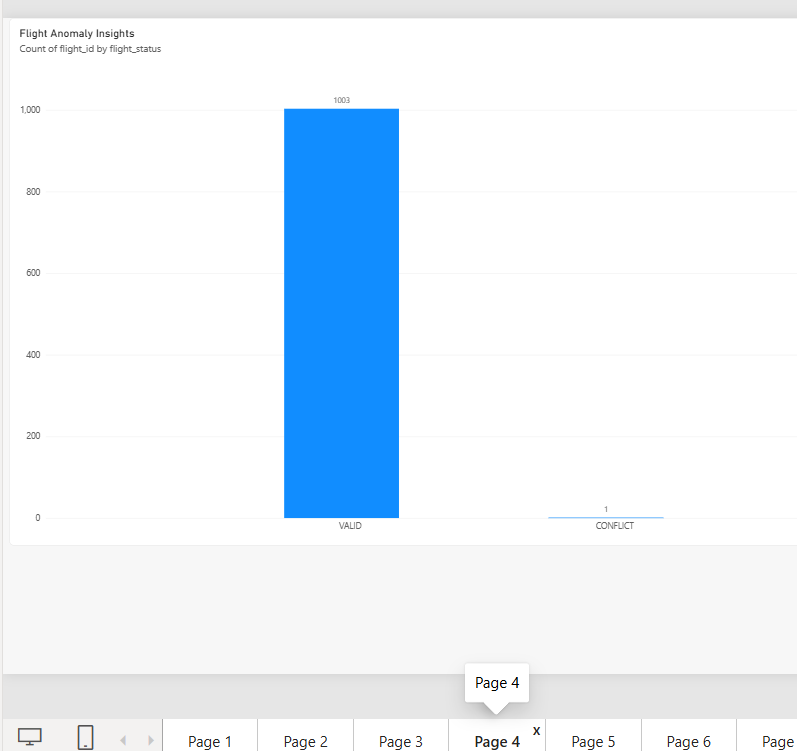 Flight Anomaly Insights
Count of flight_id by flight_status
1003
1,000
800
600
400
200
1
0
VALID
CONFLICT
Page 4
x
Page 1
Page 2
Page 3
Page 4
Page 5
Page 6
Page